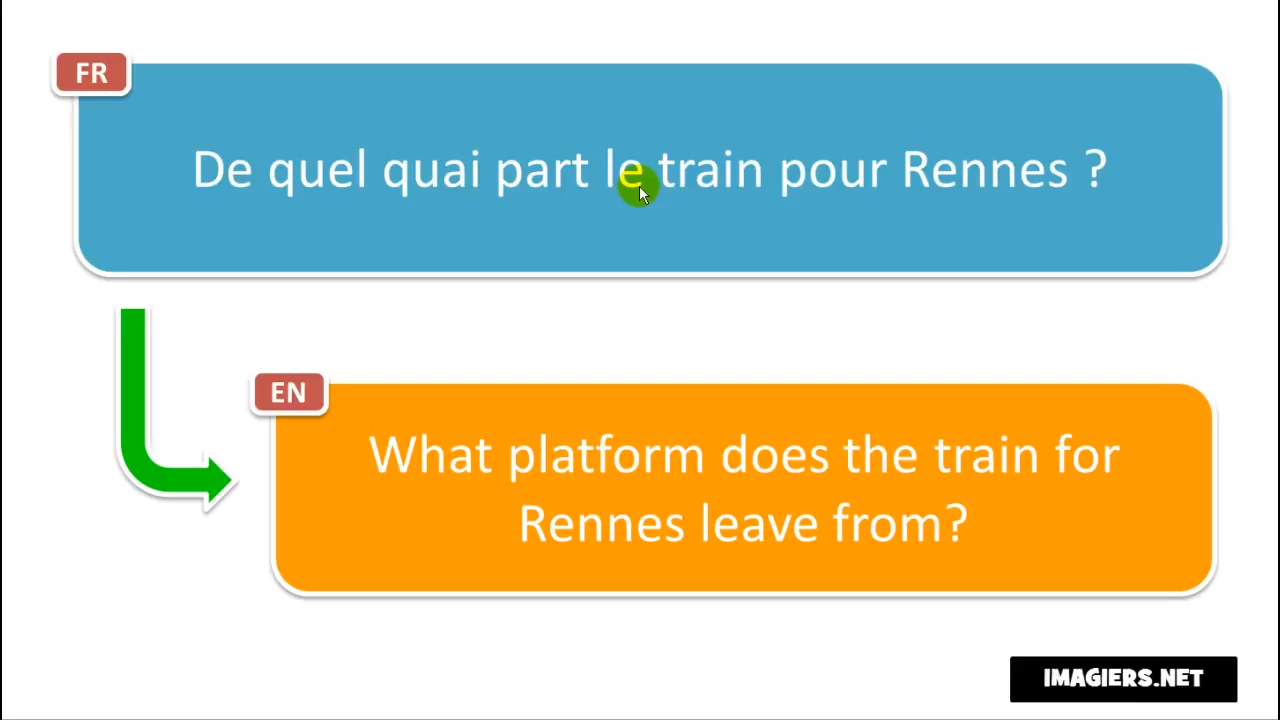 FR
De quel quai part le train pour Rennes ?
EN
What platform does the train for
Rennes leave from?
IMAGIERS.NET